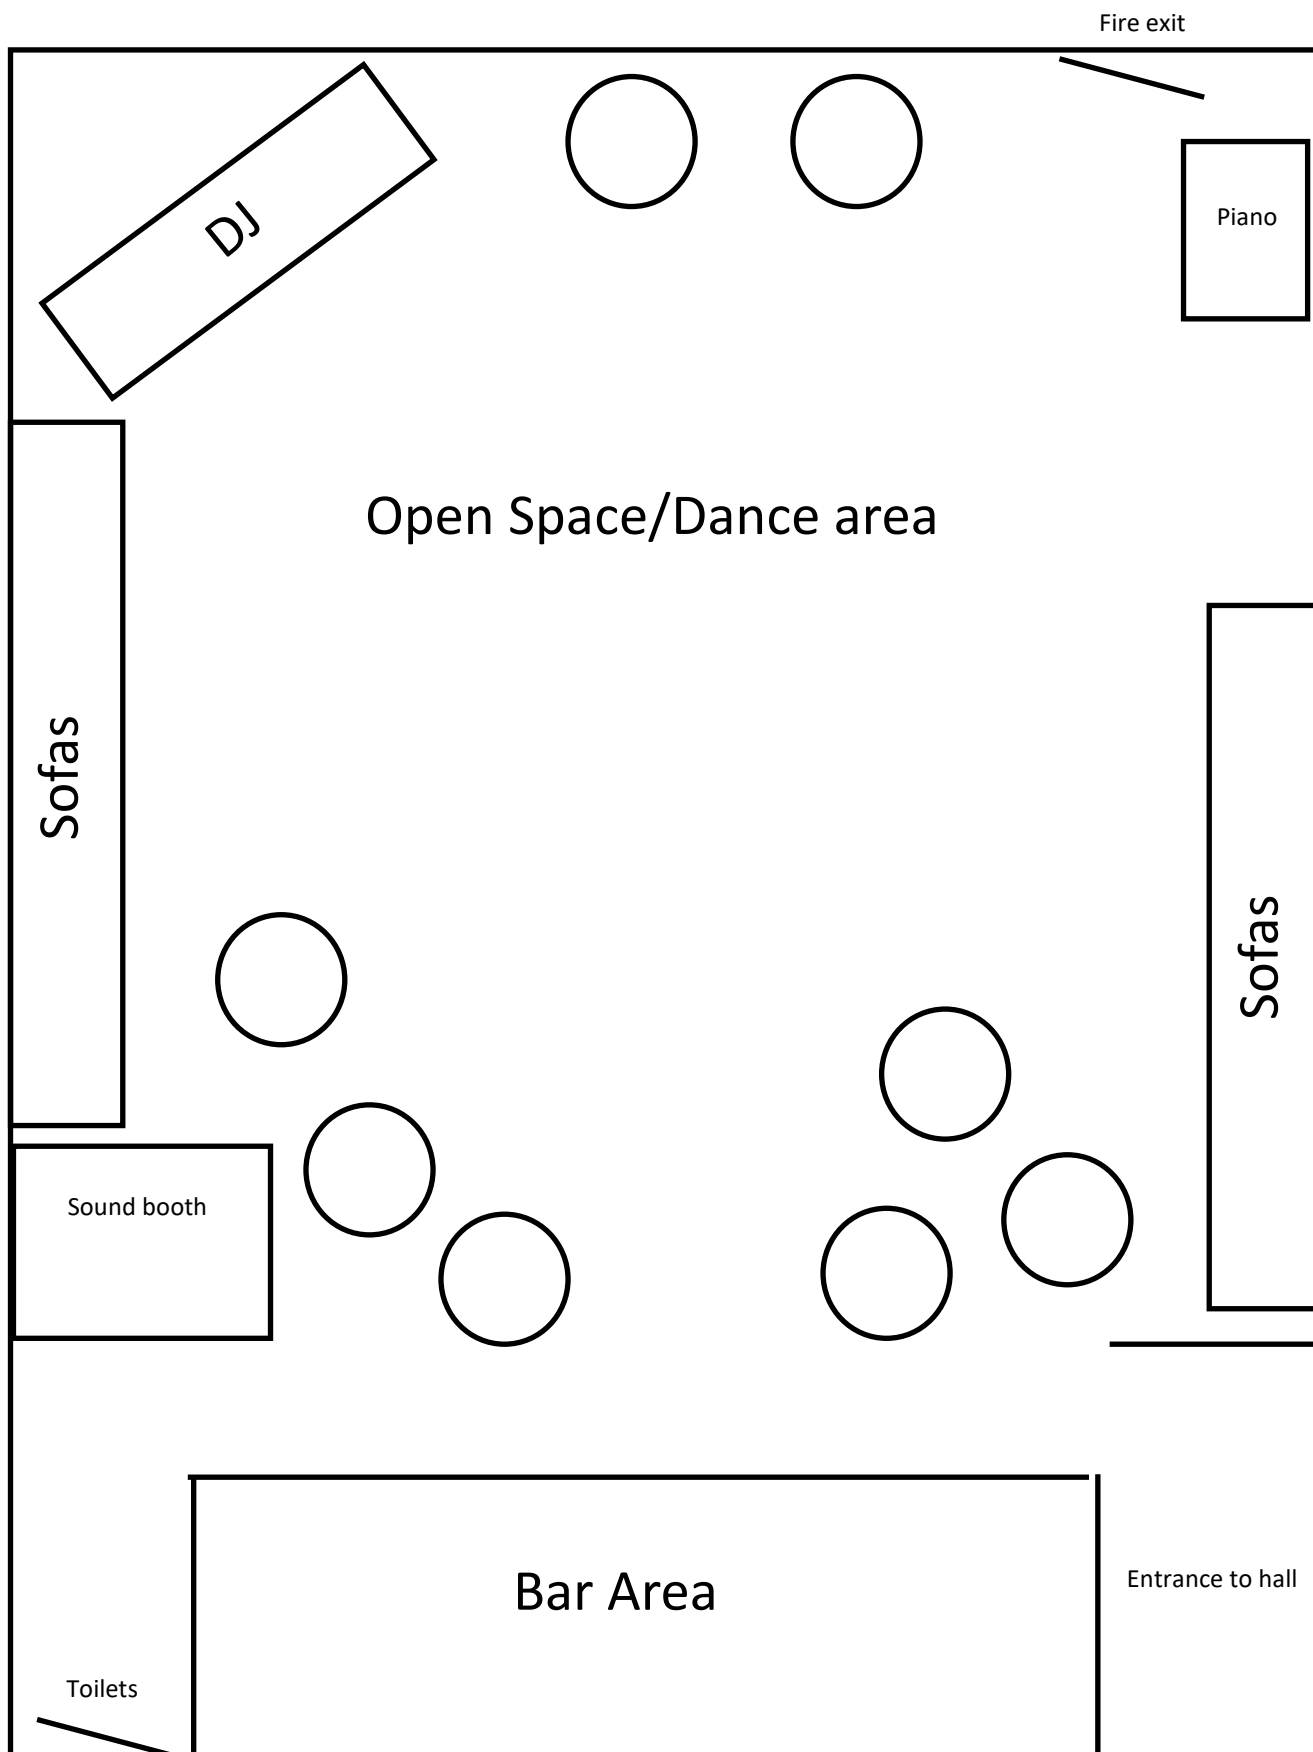 Fire exit
DJ
Piano
Open Space/Dance area
Sofas
Sofas
Sound booth
Bar Area
Entrance to hall
Toilets